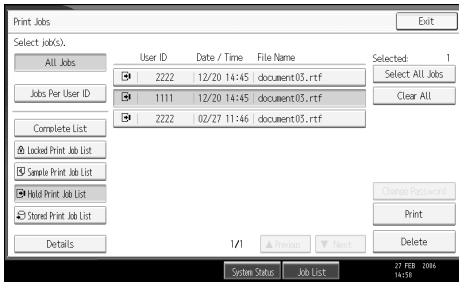 Print Jobs Exit
Select job(s).
All Jobs
User ID Date / Time File Name
Selected: 1
2222 12/20 14:45 document03.rtf
Select All Jobs
Jobs Per User ID
1111 12/20 14:45 document03.rtf
Clear All
2222 02/27 11:46 document03.rtf
Complete List
Locked Print Job List
Sample Print Job List
Hold Print Job List
Change Password
Stored Print Job List
Print
Details
1/1
▲ Previous
▼ Next
Delete
System Status Job List
27 FEB 2006
14:58